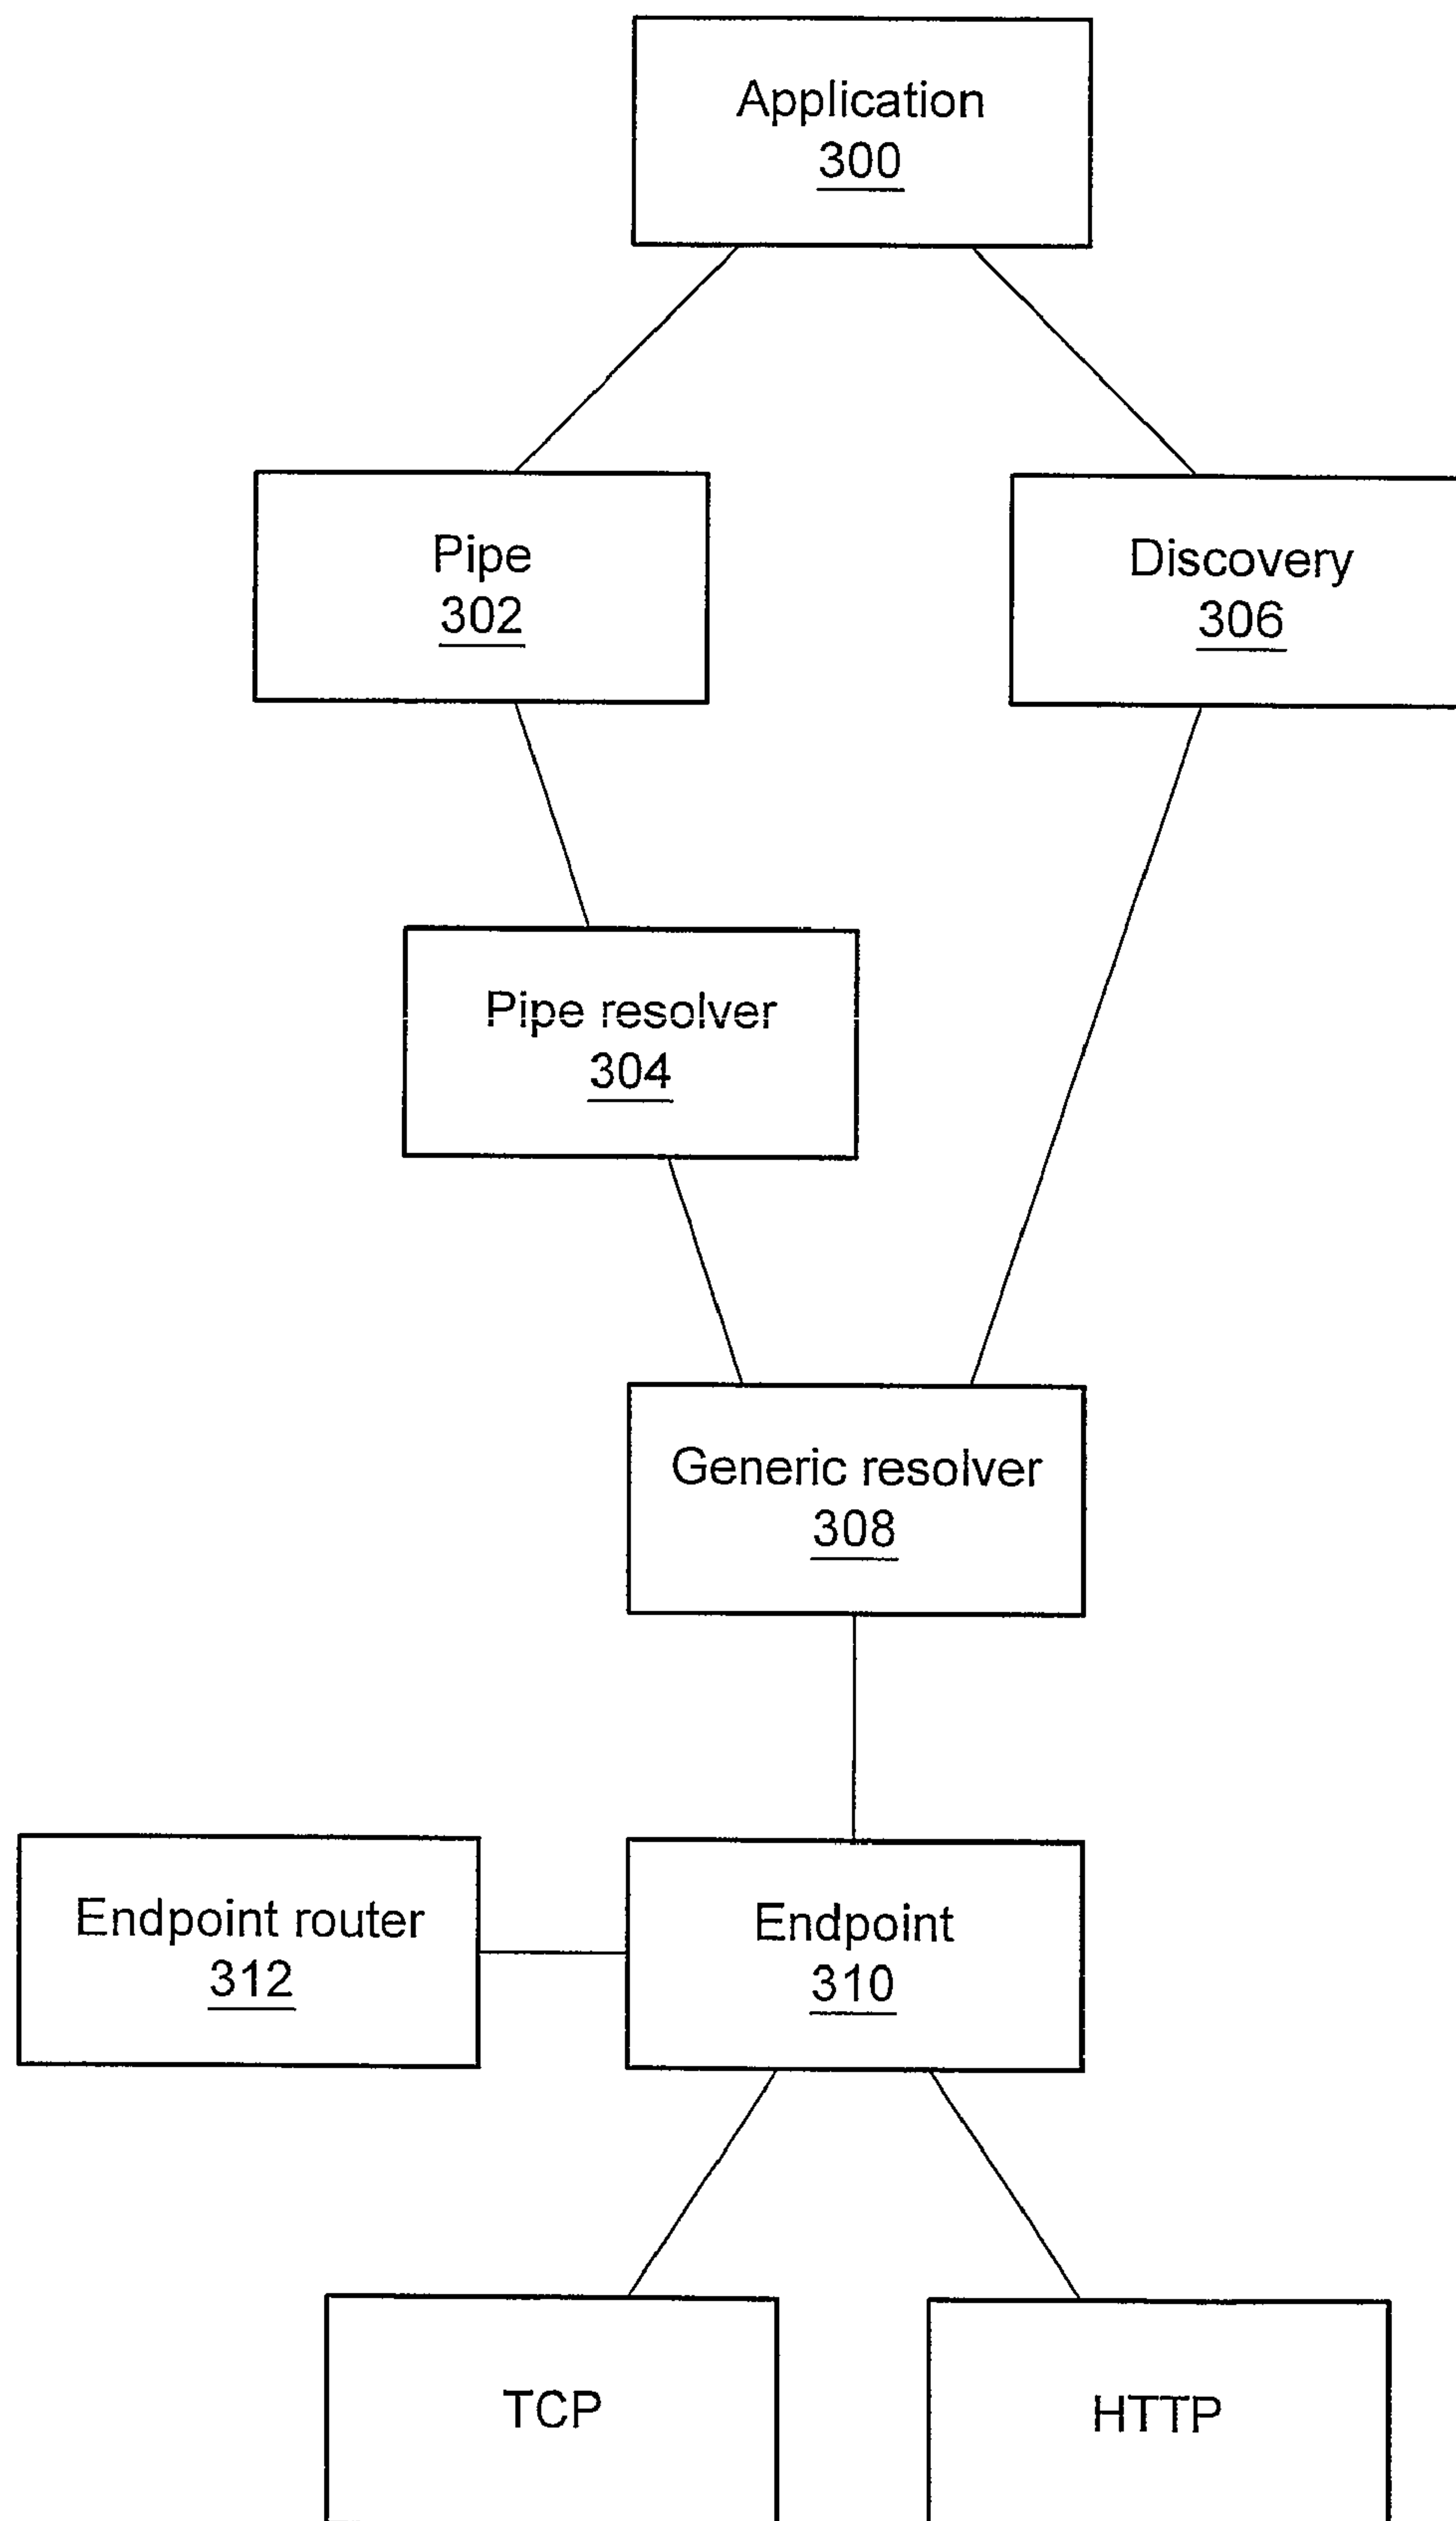 Application
300
Pipe
302
Discovery
306
Pipe resolver
304
Generic resolver
308
Endpoint router
312
Endpoint
310
TCP
HTTP